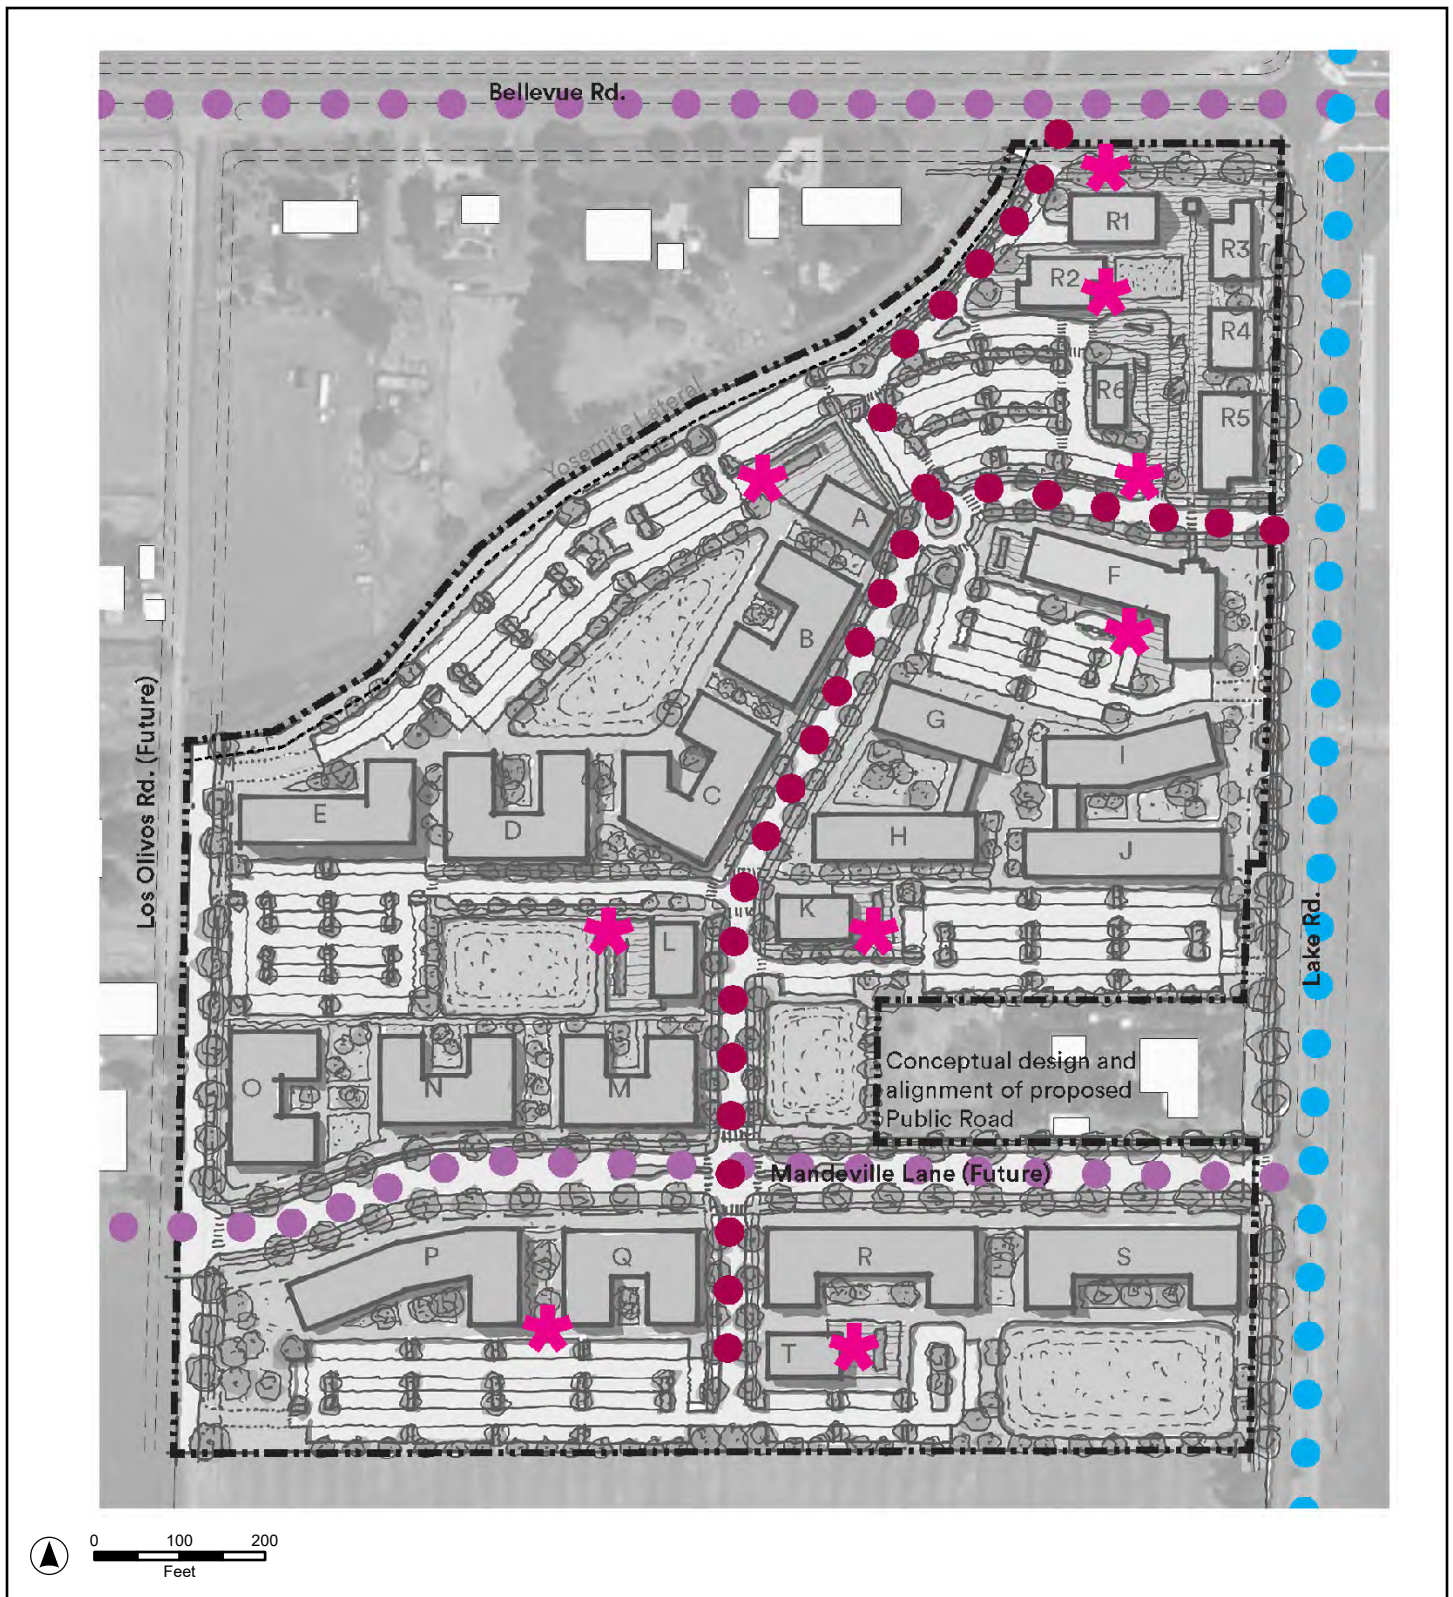 Bellevue Rd.
R1
R3
R2
R4
R6
R5
Yosemite Lateral
A
F
B
Los Olivos Rd. (Future)
G
I
C
E
D
H
J
K
L
Lake Rd.
Conceptual design and
alignment of proposed
Public Road
O
N
M
Mandeville Lane (Future)
P
Q
R
S
T
0 100 200
Feet